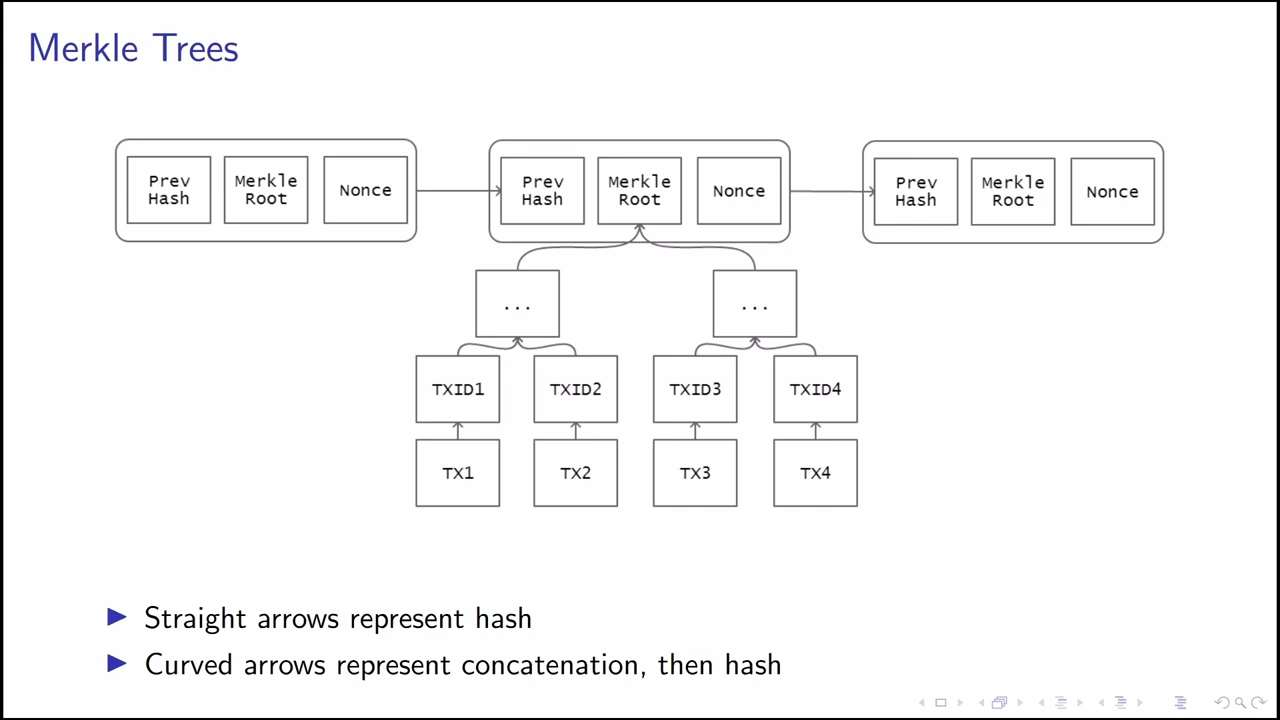 Merkle Trees
Prev
Hash
Merkle
Root
Nonce
Prev
Hash
Merkle
Root
Nonce
Prev
Hash
Merkle
Root
Nonce
...
...
TXID1
TXID2
TXID3
TXID4
TX1
TX2
TX3
TX4
Straight arrows represent hash
Curved arrows represent concatenation, then hash